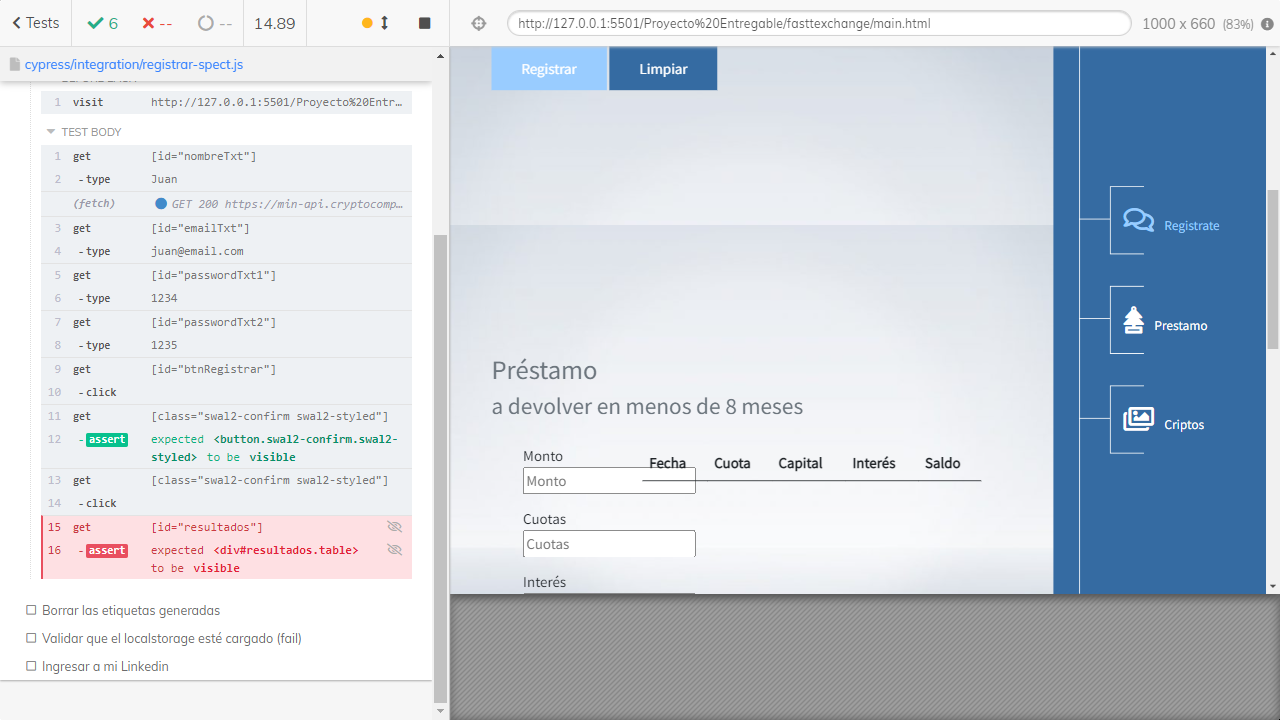 Tests
6
--
--
14.89
http://127.0.0.1:5501/Proyecto%20Entregable/fasttexchange/main.html
1000 x 660 (83%)
cypress/integration/registrar-spect.js
1 visit http://127.0.0.1:5501/Proyecto%20Entr...
TEST BODY
1 get [id="nombreTxt"]
2 -type Juan
(fetch) GET 200 https://min-api.cryptocomp...
3 get [id="emailTxt"]
4 -type juan@email.com
5 get [id="passwordTxt1"]
6 -type 1234
7 get [id="passwordTxt2"]
8 -type 1235
9 get [id="btnRegistrar"]
10 -click
11 get [class="swal2-confirm swal2-styled"]
12 -assert expected <button.swal2-confirm.swal2-
styled> to be visible
13 get [class="swal2-confirm swal2-styled"]
14 -click
15 get [id="resultados"]
16 -assert expected <div#resultados.table>
to be visible
Borrar las etiquetas generadas
Validar que el localstorage esté cargado (fail)
Ingresar a mi Linkedin
Registrar Limpiar
Préstamo
a devolver en menos de 8 meses
Monto
Monto
Cuotas
Cuotas
Interés
Fecha Cuota Capital Interés Saldo
Registrate
Prestamo
Criptos